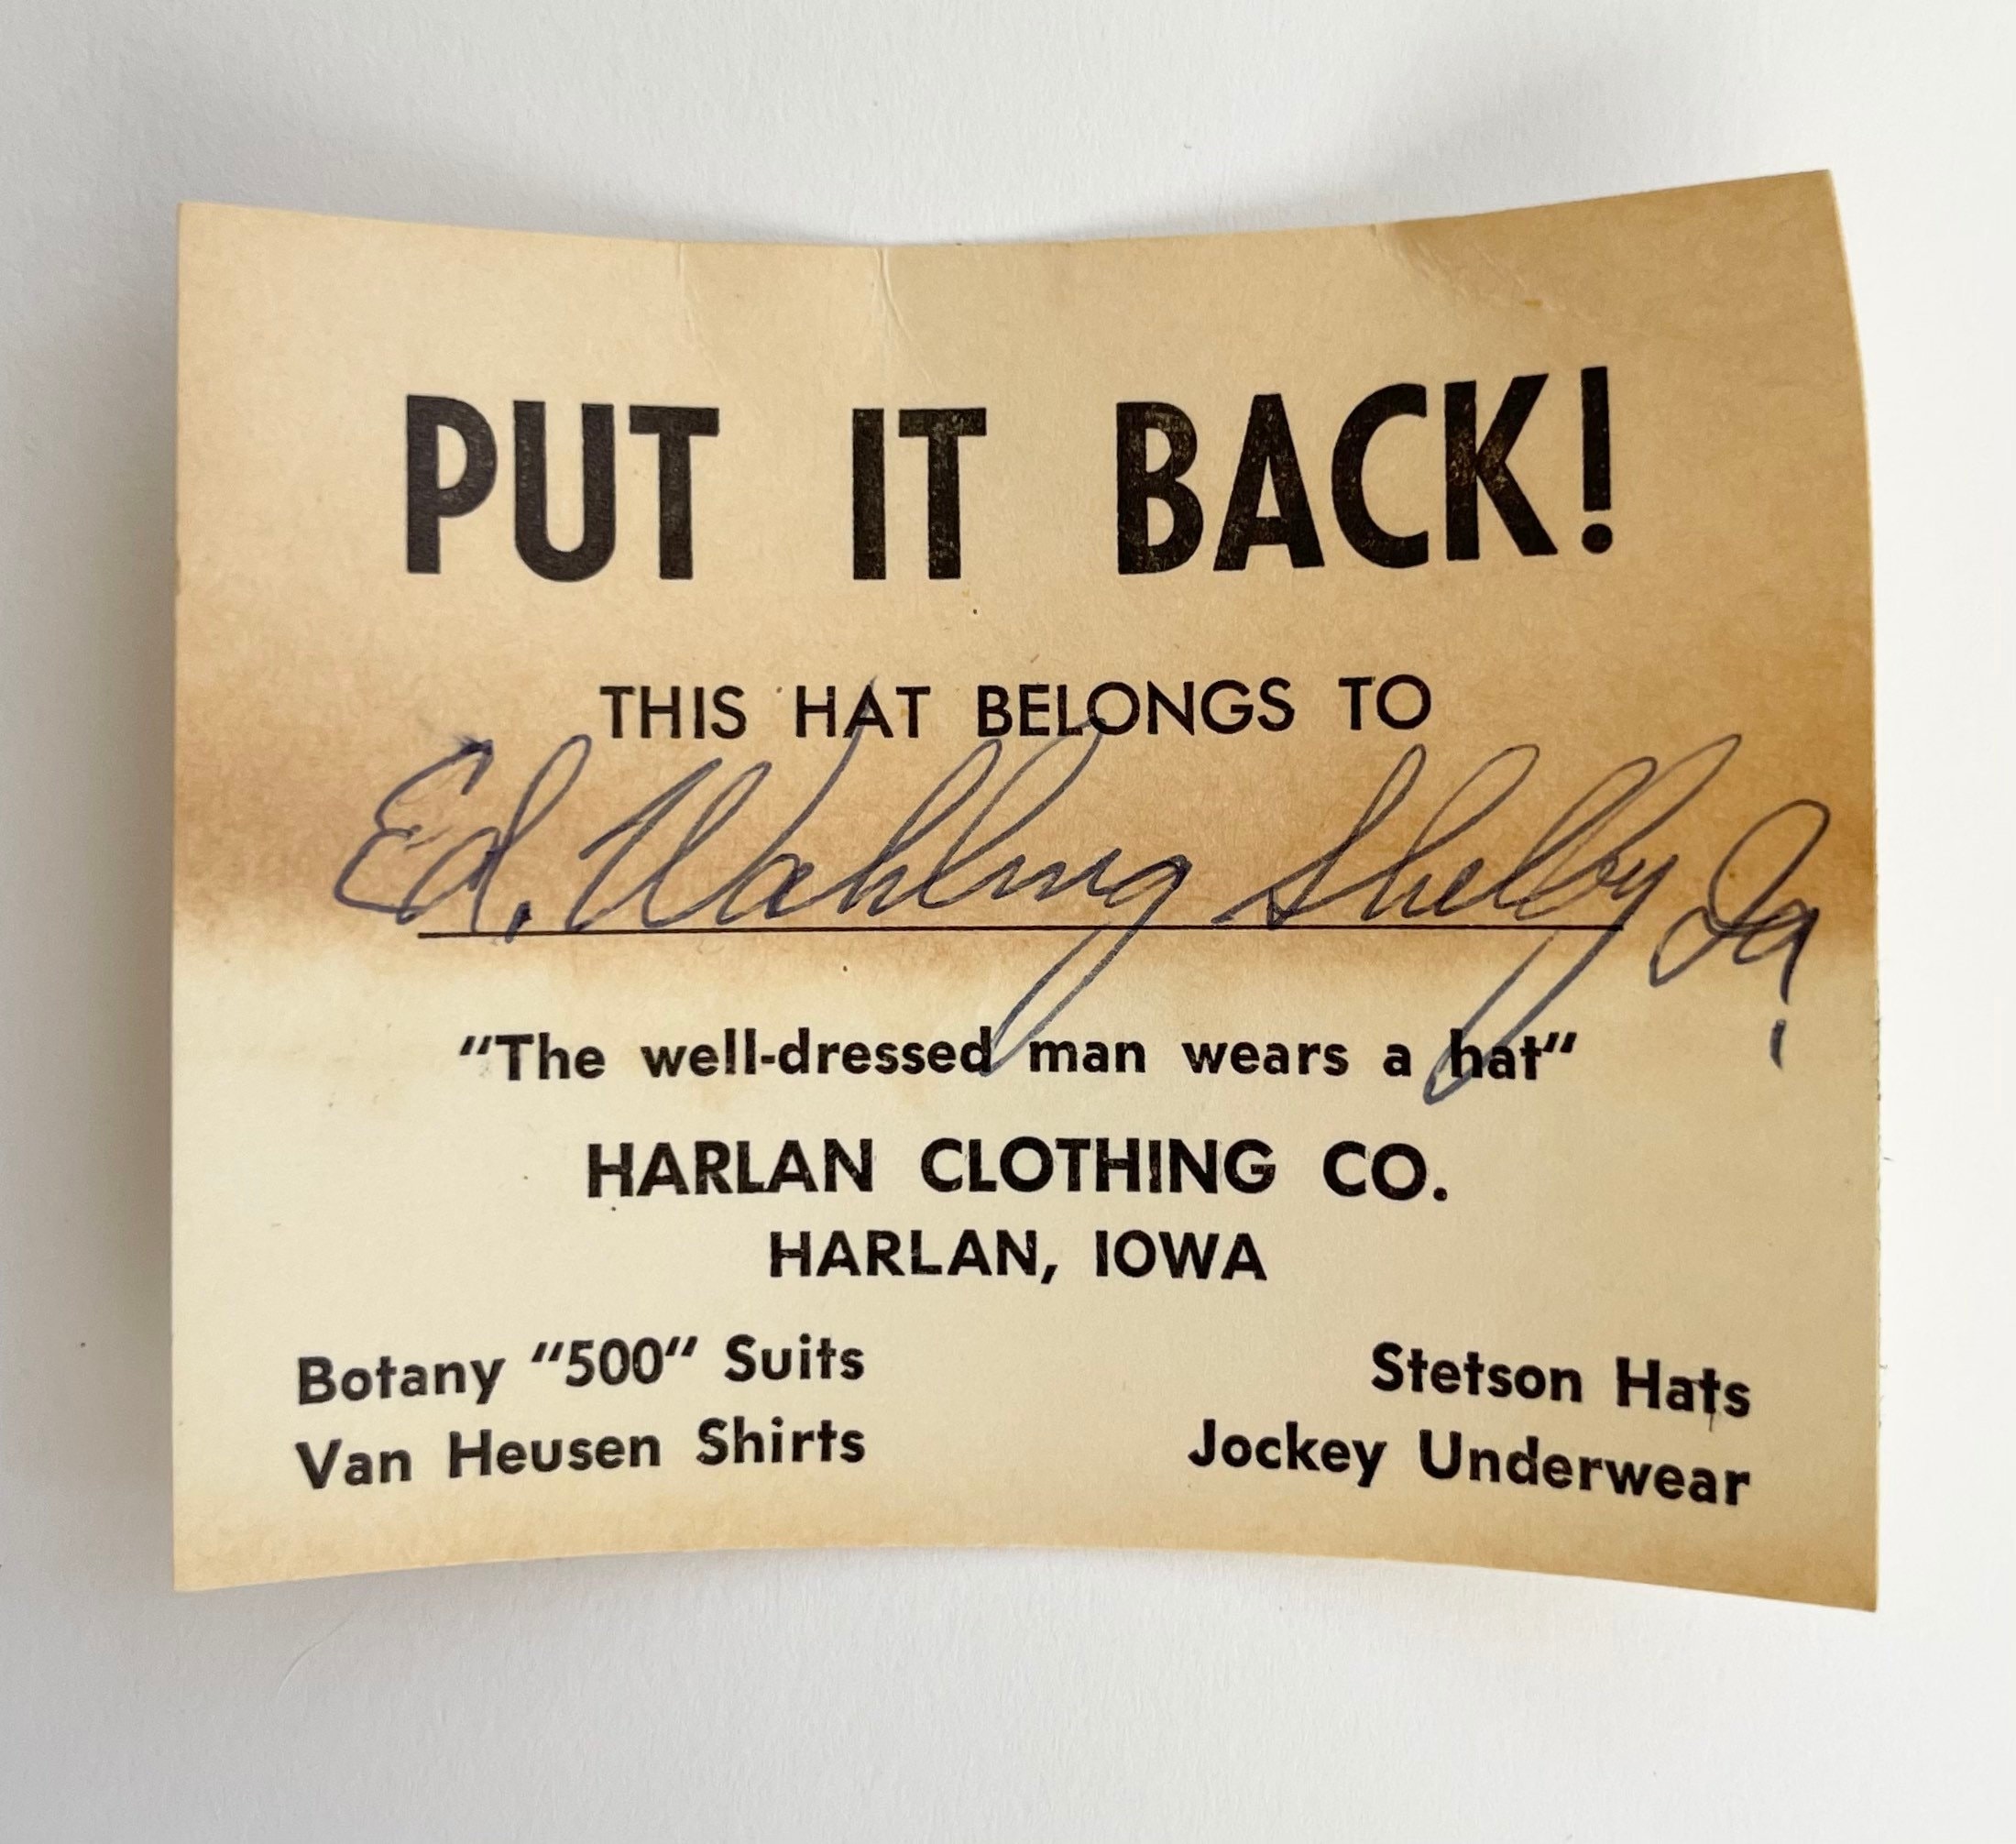 PUT IT BACK!
THIS HAT BELONGS TO
Ed. Wahling Shelby Ia.
"The well-dressed man wears a hat"
HARLAN CLOTHING CO.
HARLAN, IOWA
Botany "500" Suits Stetson Hats
Van Heusen Shirts Jockey Underwear